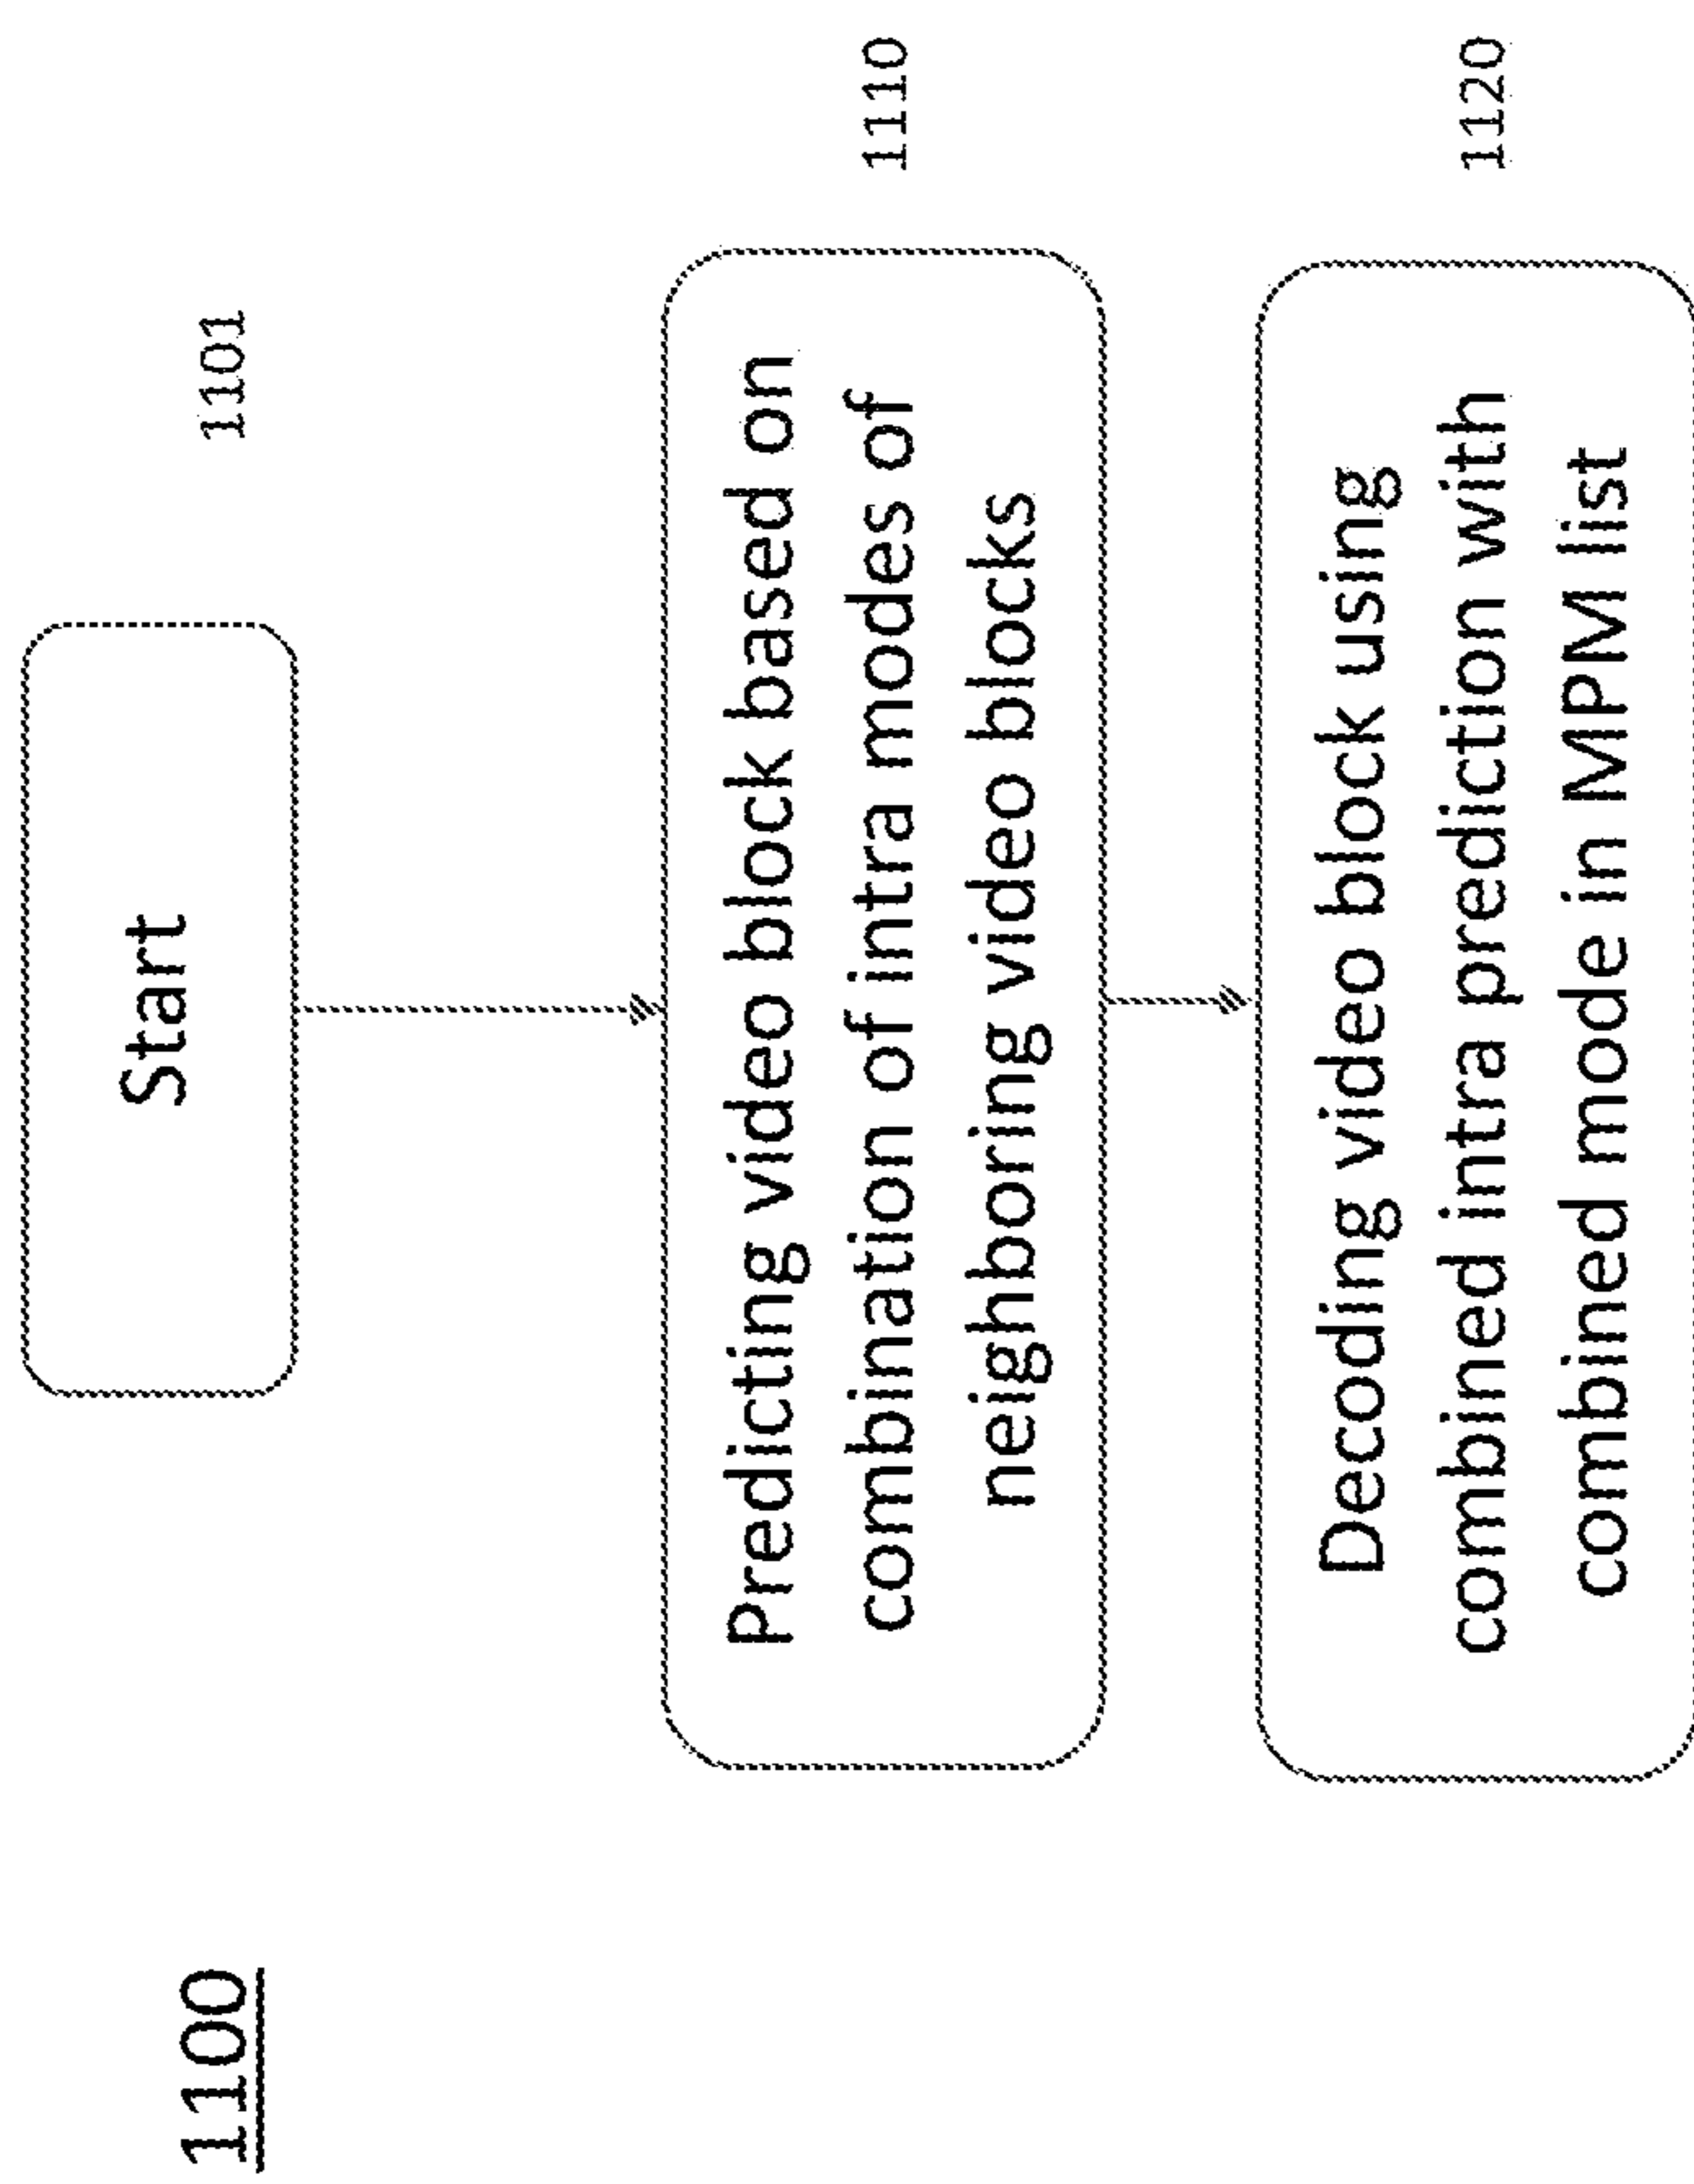 1100
Start
1101
Predicting video block based on
combination of intra modes of
neighboring video blocks
1110
Decoding video block using
combined intra prediction with
combined mode in MPM list
1120